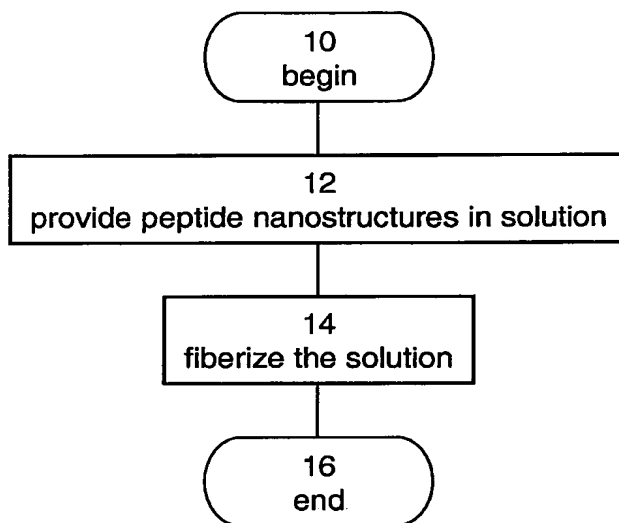 10
begin
12
provide peptide nanostructures in solution
14
fiberize the solution
16
end